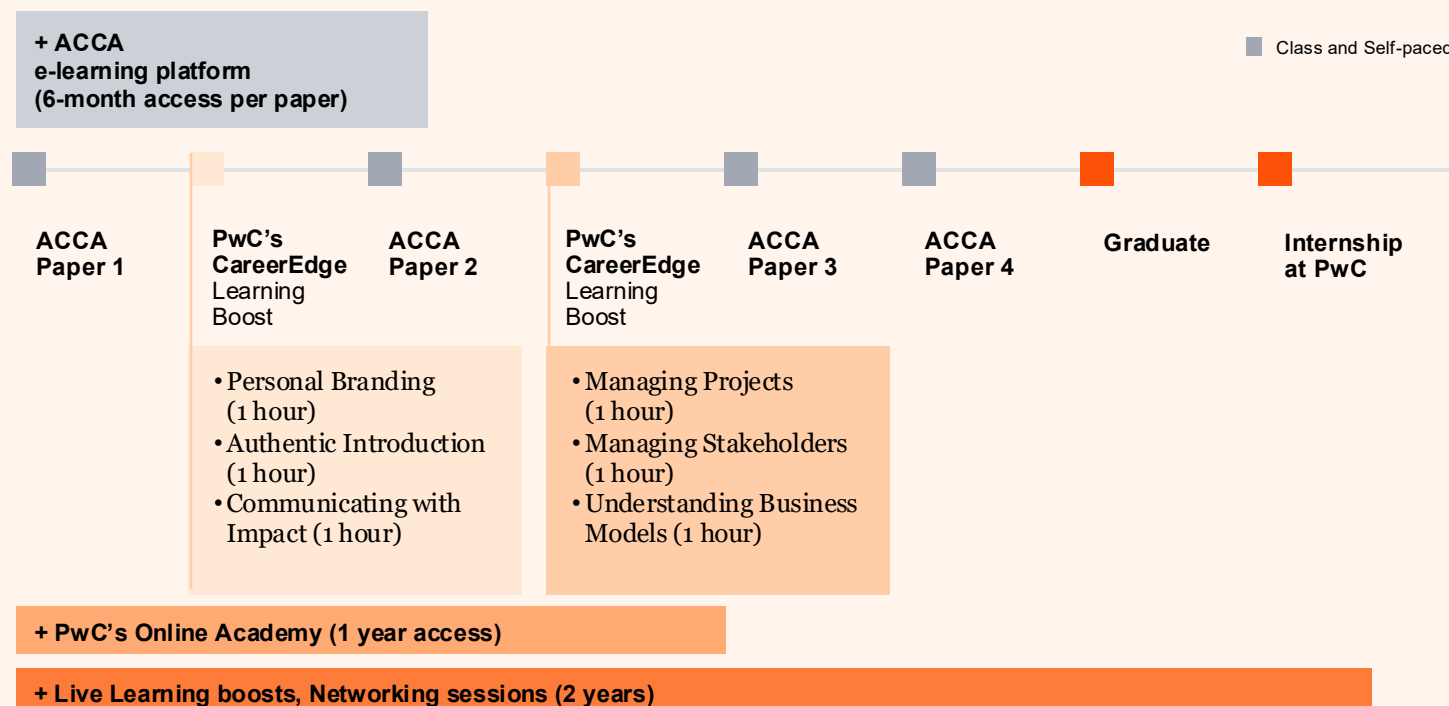 + ACCA
e-learning platform
(6-month access per paper)
Class and Self-paced
ACCA
Paper 1
PwC’s
CareerEdge
Learning
Boost
ACCA
Paper 2
PwC’s
CareerEdge
Learning
Boost
ACCA
Paper 3
ACCA
Paper 4
Graduate
Internship
at PwC
• Personal Branding
(1 hour)
• Authentic Introduction
(1 hour)
• Communicating with
Impact (1 hour)
• Managing Projects
(1 hour)
• Managing Stakeholders
(1 hour)
• Understanding Business
Models (1 hour)
+ PwC’s Online Academy (1 year access)
+ Live Learning boosts, Networking sessions (2 years)